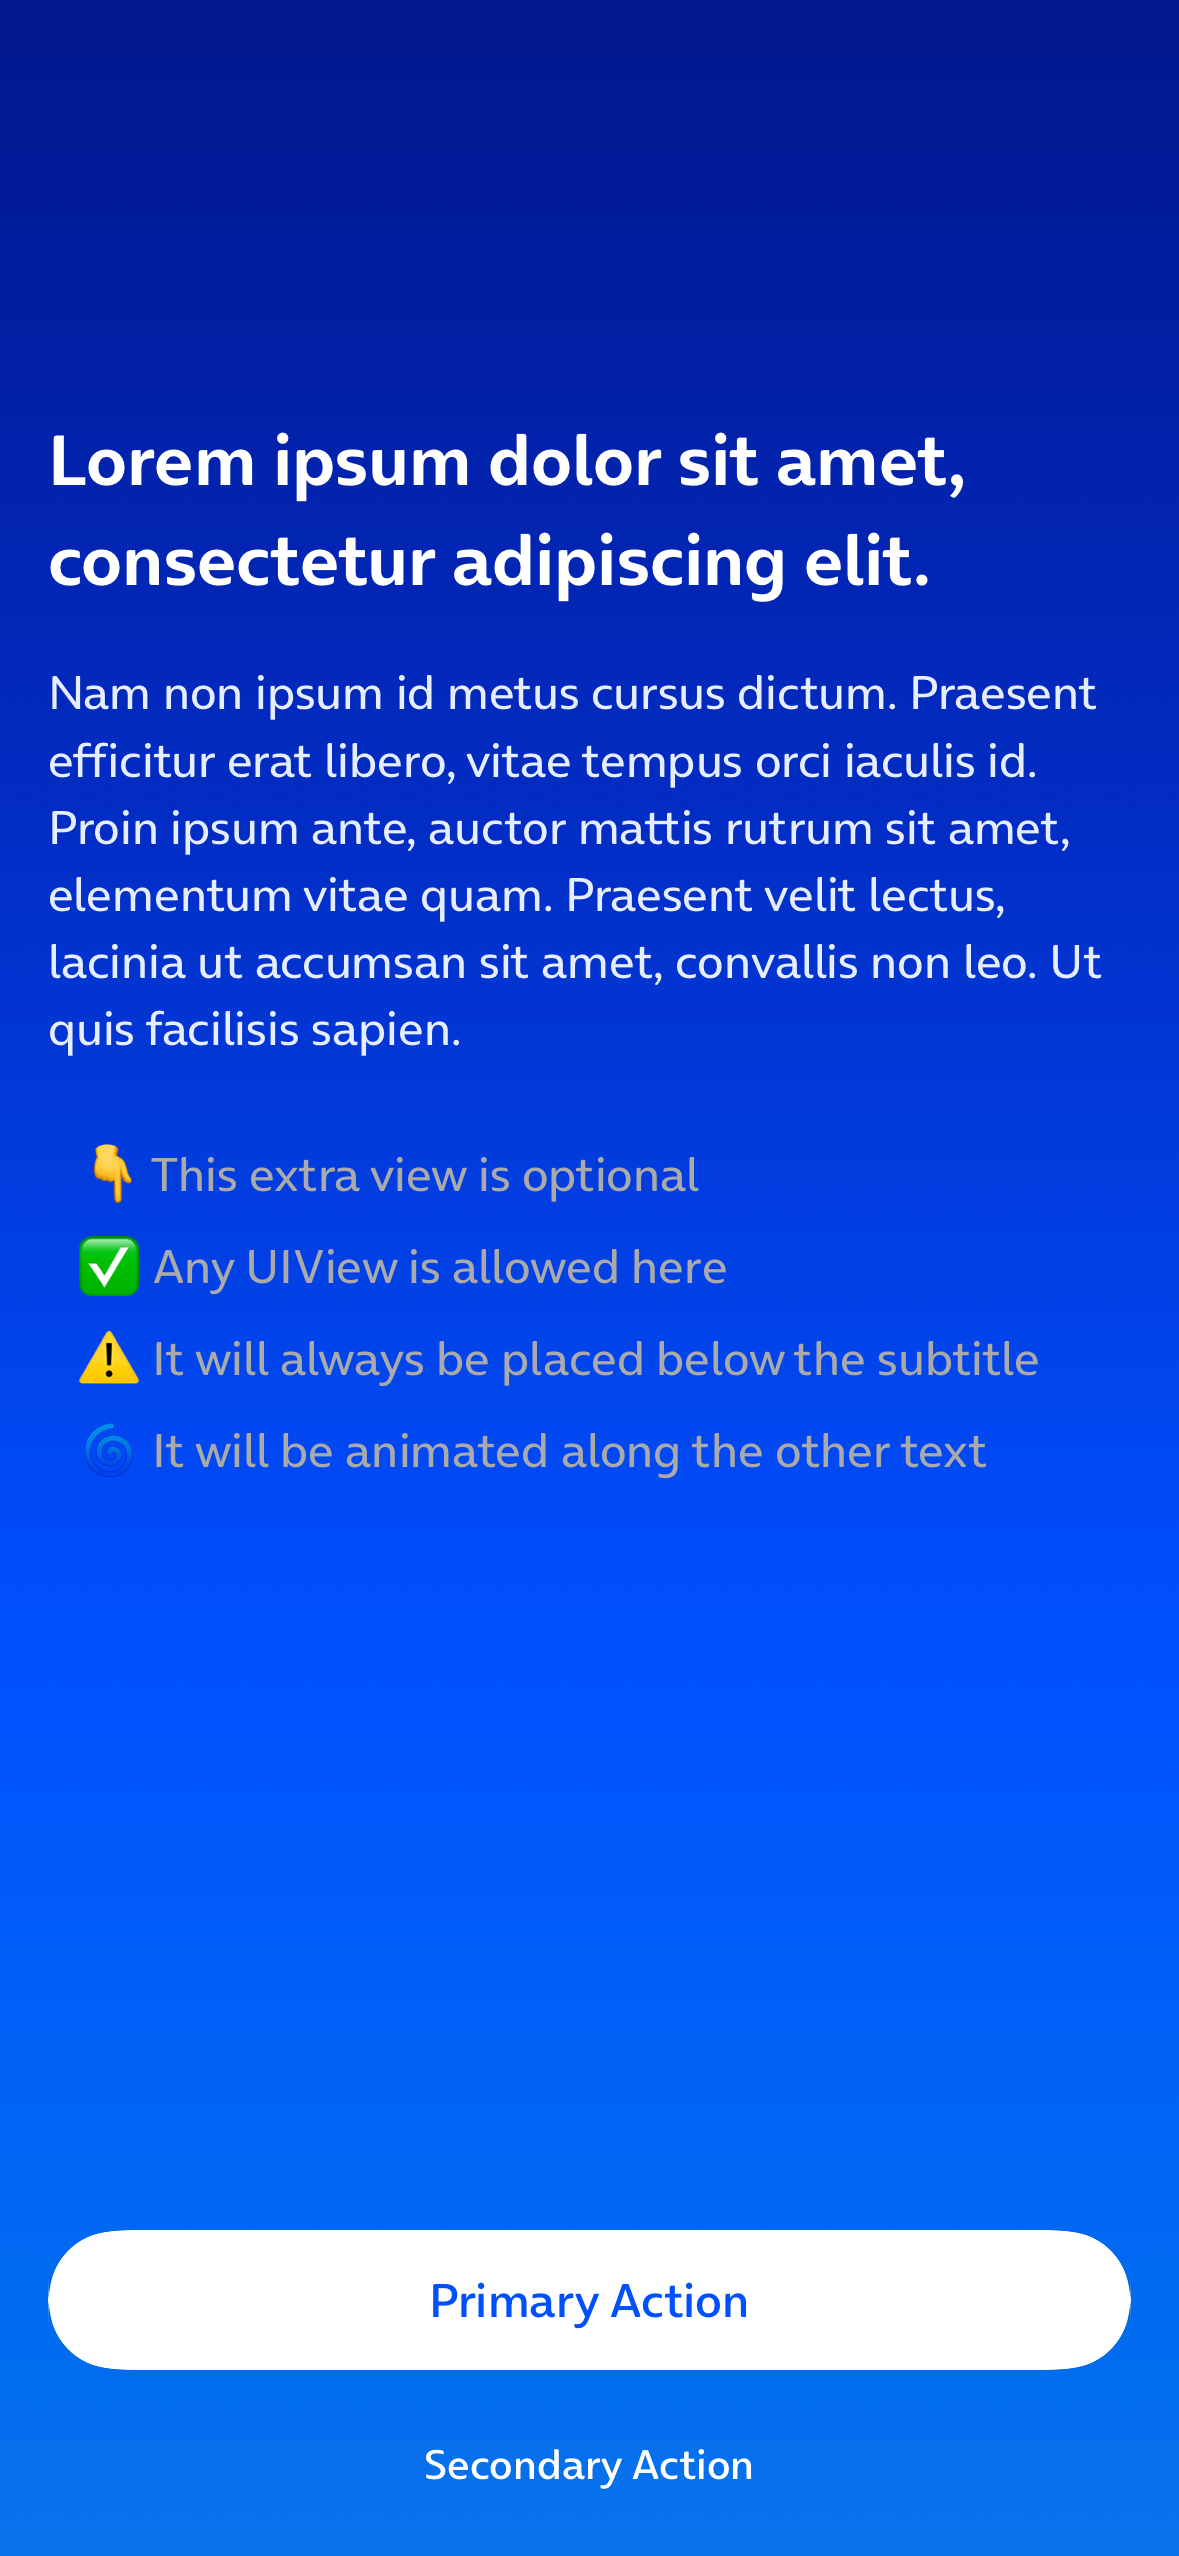 Lorem ipsum dolor sit amet,
consectetur adipiscing elit.
Nam non ipsum id metus cursus dictum. Praesent
efficitur erat libero, vitae tempus orci iaculis id.
Proin ipsum ante, auctor mattis rutrum sit amet,
elementum vitae quam. Praesent velit lectus,
lacinia ut accumsan sit amet, convallis non leo. Ut
quis facilisis sapien.
👇 This extra view is optional
✅ Any UIView is allowed here
⚠️ It will always be placed below the subtitle
🌀 It will be animated along the other text
Primary Action
Secondary Action